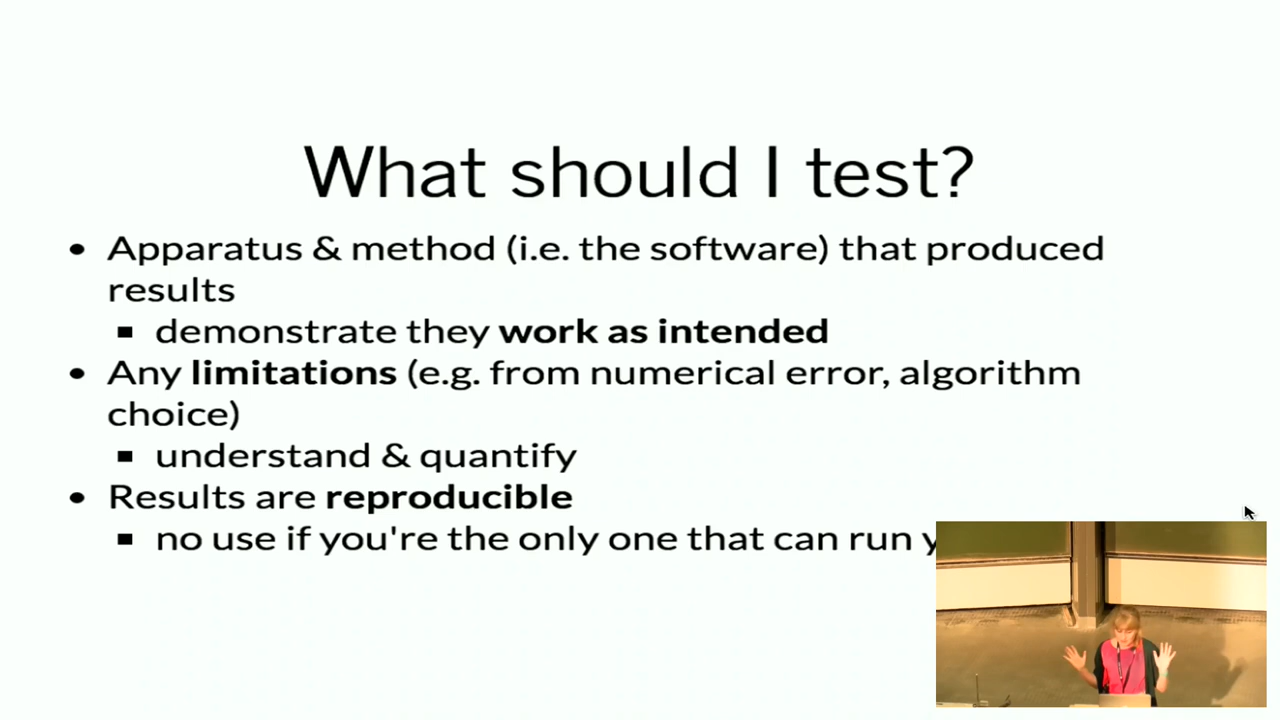 What should I test?
• Apparatus & method (i.e. the software) that produced
results
▪ demonstrate they work as intended
• Any limitations (e.g. from numerical error, algorithm
choice)
▪ understand & quantify
• Results are reproducible
▪ no use if you're the only one that can run